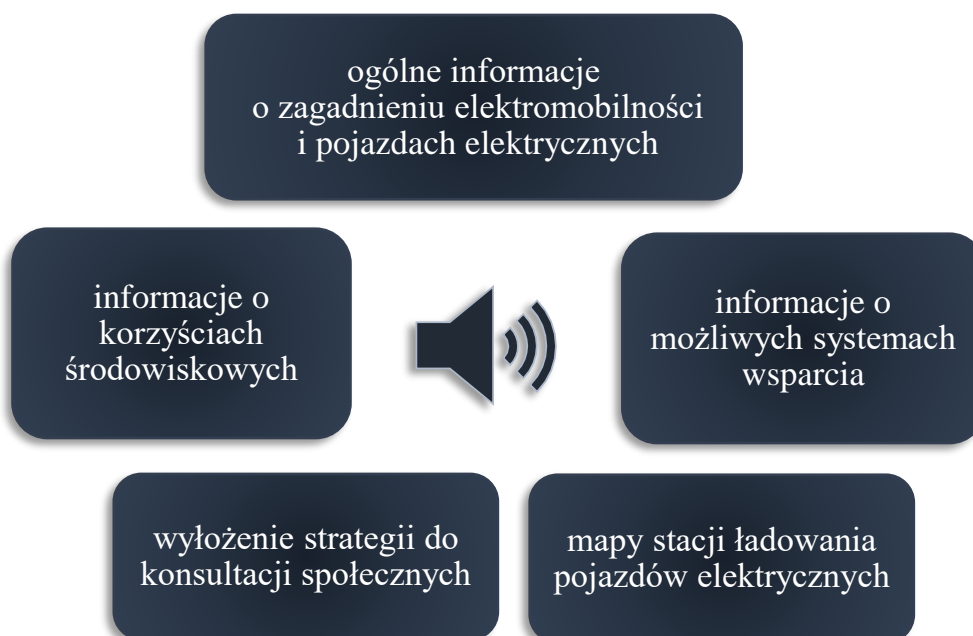 ogólne informacje
o zagadnieniu elektromobilności
i pojazdach elektrycznych
informacje o
korzyściach
środowiskowych
informacje o
możliwych systemach
wsparcia
wyłożenie strategii do
konsultacji społecznych
mapy stacji ładowania
pojazdów elektrycznych